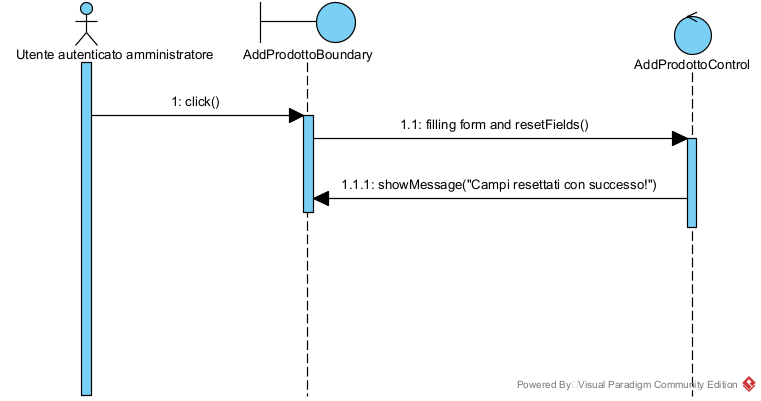 Utente autenticato amministratore
AddProdottoBoundary
AddProdottoControl
1: click()
1.1: filling form and resetFields()
1.1.1: showMessage("Campi resettati con successo!")
Powered By Visual Paradigm Community Edition